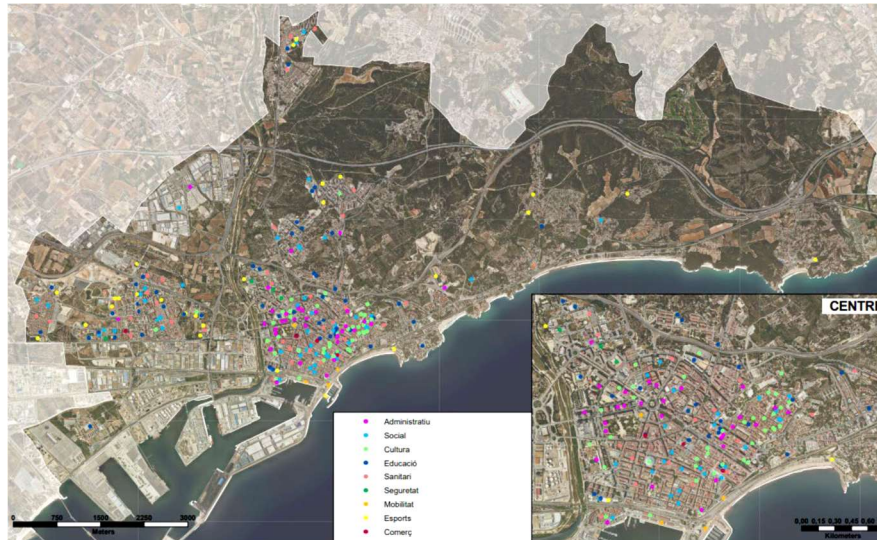 CENTRE
Administratiu
Social
Cultura
Educació
Sanitari
Seguretat
Mobilitat
Esports
Comerç
0 750 1500 2250 3000
Meters
0,00 0,15 0,30 0,45 0,60
Kilometers